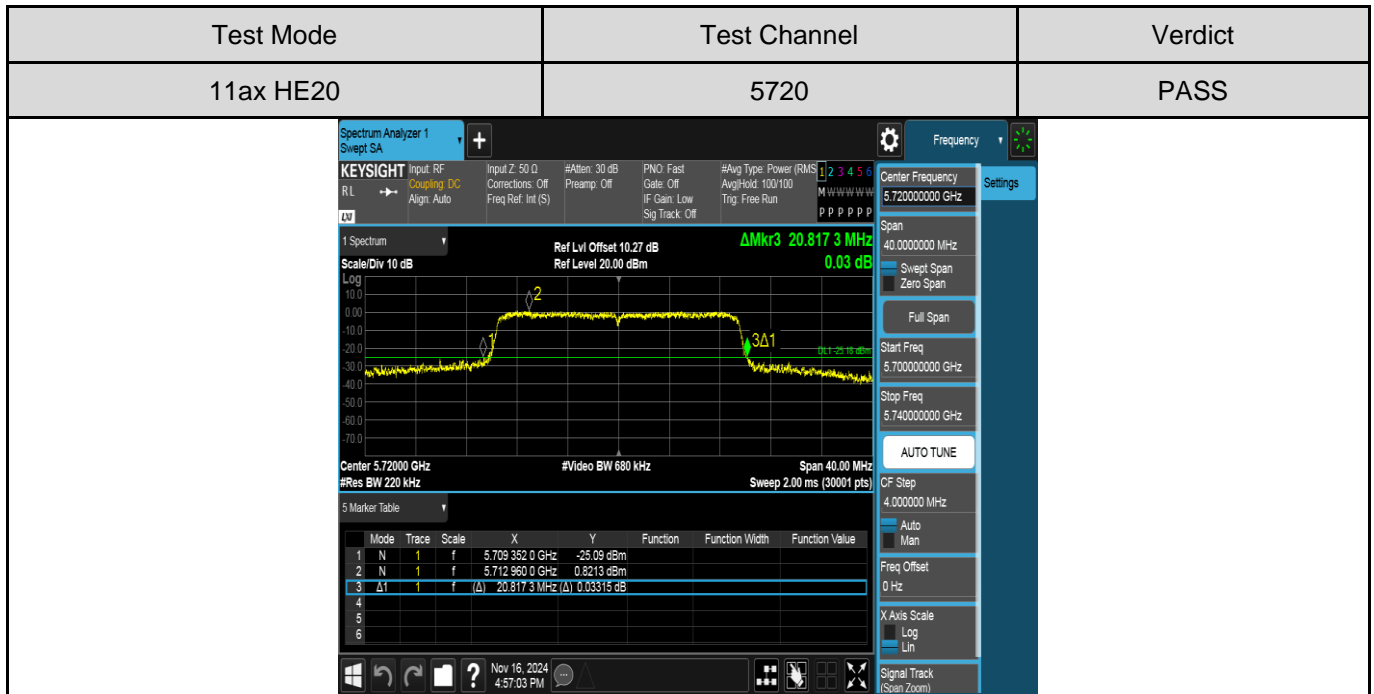 Test Mode Test Channel Verdict
11ax HE20 5720 PASS
Spectrum Analyzer 1
Swept SA
+
Frequency
KEYSIGHT
RL
LXI
Input: RF
Coupling: DC
Align: Auto
Input Z: 50 Ω
Corrections: Off
Freq Ref: Int (S)
#Atten: 30 dB
Preamp: Off
PNO: Fast
Gate: Off
IF Gain: Low
Sig Track: Off
#Avg Type: Power (RMS
Avg|Hold: 100/100
Trig: Free Run
1 2 3 4 5 6
M W W W W W
P P P P P P
1 Spectrum
Scale/Div 10 dB
Ref Lvl Offset 10.27 dB
Ref Level 20.00 dBm
ΔMkr3 20.817 3 MHz
0.03 dB
Log
10.0
0.00
-10.0
-20.0
-30.0
-40.0
-50.0
-60.0
-70.0
2
1
3Δ1
DL1 -25.18 dBm
Center 5.72000 GHz #Video BW 680 kHz Span 40.00 MHz
#Res BW 220 kHz Sweep 2.00 ms (30001 pts)
5 Marker Table
Mode Trace Scale X Y Function Function Width Function Value
1 N 1 f 5.709 352 0 GHz -25.09 dBm
2 N 1 f 5.712 960 0 GHz 0.8213 dBm
3 Δ1 1 f (Δ) 20.817 3 MHz (Δ) 0.03315 dB
4
5
6
?
Nov 16, 2024
4:57:03 PM
Center Frequency
5.720000000 GHz
Settings
Span
40.0000000 MHz
Swept Span
Zero Span
Full Span
Start Freq
5.700000000 GHz
Stop Freq
5.740000000 GHz
AUTO TUNE
CF Step
4.000000 MHz
Auto
Man
Freq Offset
0 Hz
X Axis Scale
Log
Lin
Signal Track
(Span Zoom)